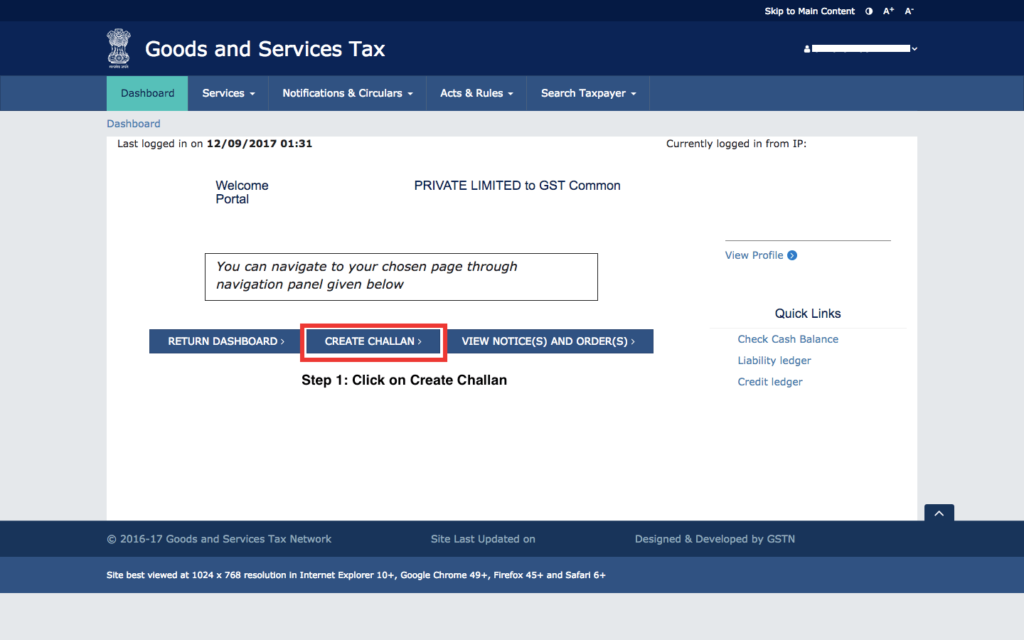 Skip to Main Content A+ A-
Goods and Services Tax
Dashboard Services Notifications & Circulars Acts & Rules Search Taxpayer
Dashboard
Last logged in on 12/09/2017 01:31 Currently logged in from IP:
Welcome PRIVATE LIMITED to GST Common
Portal
View Profile
You can navigate to your chosen page through
navigation panel given below
Quick Links
RETURN DASHBOARD › CREATE CHALLAN › VIEW NOTICE(S) AND ORDER(S) ›
Check Cash Balance
Liability ledger
Credit ledger
Step 1: Click on Create Challan
© 2016-17 Goods and Services Tax Network Site Last Updated on Designed & Developed by GSTN
Site best viewed at 1024 x 768 resolution in Internet Explorer 10+, Google Chrome 49+, Firefox 45+ and Safari 6+